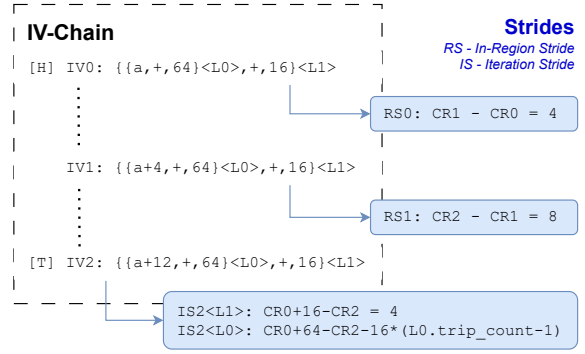 IV-Chain
Strides
RS - In-Region Stride
IS - Iteration Stride
[H] IV0: {{a,+,64}<L0>,+,16}<L1>
RS0: CR1 - CR0 = 4
IV1: {{a+4,+,64}<L0>,+,16}<L1>
RS1: CR2 - CR1 = 8
[T] IV2: {{a+12,+,64}<L0>,+,16}<L1>
IS2<L1>: CR0+16-CR2 = 4
IS2<L0>: CR0+64-CR2-16*(L0.trip_count-1)